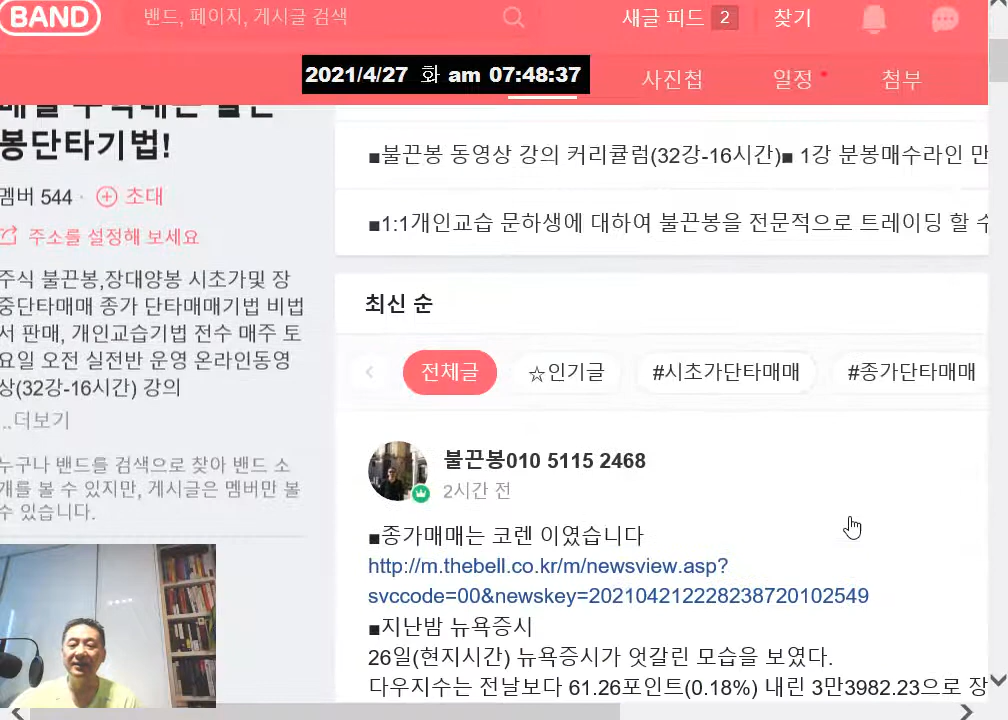 BAND
밴드, 페이지, 게시글 검색
새글 피드 2
찾기
2021/4/27 화 am 07:48:37
사진첩
일정
첨부
봉단타기법!
멤버 544 · 초대
주소를 설정해 보세요
주식 불끈봉,장대양봉 시초가및 장
중단타매매 종가 단타매매기법 비법
서 판매, 개인교습기법 전수 매주 토
요일 오전 실전반 운영 온라인동영
상(32강-16시간) 강의
...더보기
누구나 밴드를 검색으로 찾아 밴드 소
개를 볼 수 있지만, 게시글은 멤버만 볼
수 있습니다.
■불끈봉 동영상 강의 커리큘럼(32강-16시간)■ 1강 분봉매수라인 만
■1:1개인교습 문하생에 대하여 불끈봉을 전문적으로 트레이딩 할 수
최신 순
전체글
☆인기글
#시초가단타매매
#종가단타매매
불끈봉010 5115 2468
2시간 전
■종가매매는 코렌 이였습니다
http://m.thebell.co.kr/m/newsview.asp?
svccode=00&newskey=202104212228238720102549
■지난밤 뉴욕증시
26일(현지시간) 뉴욕증시가 엇갈린 모습을 보였다.
다우지수는 전날보다 61.26포인트(0.18%) 내린 3만3982.23으로 장